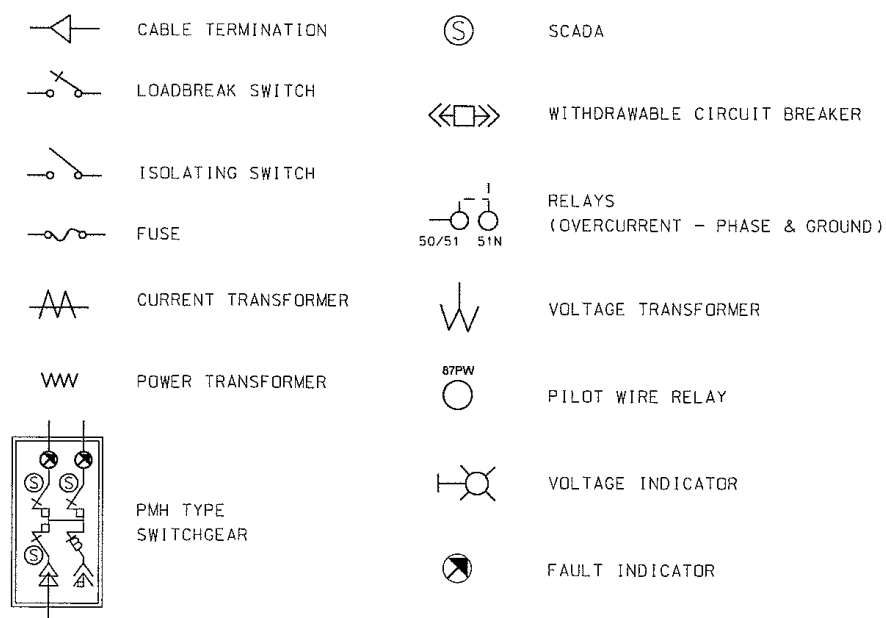 CABLE TERMINATION
LOADBREAK SWITCH
ISOLATING SWITCH
FUSE
CURRENT TRANSFORMER
POWER TRANSFORMER
S
S
S
PMH TYPE
SWITCHGEAR
S
SCADA
WITHDRAWABLE CIRCUIT BREAKER
50/51 51N
RELAYS
(OVERCURRENT - PHASE & GROUND)
VOLTAGE TRANSFORMER
87PW
PILOT WIRE RELAY
VOLTAGE INDICATOR
FAULT INDICATOR